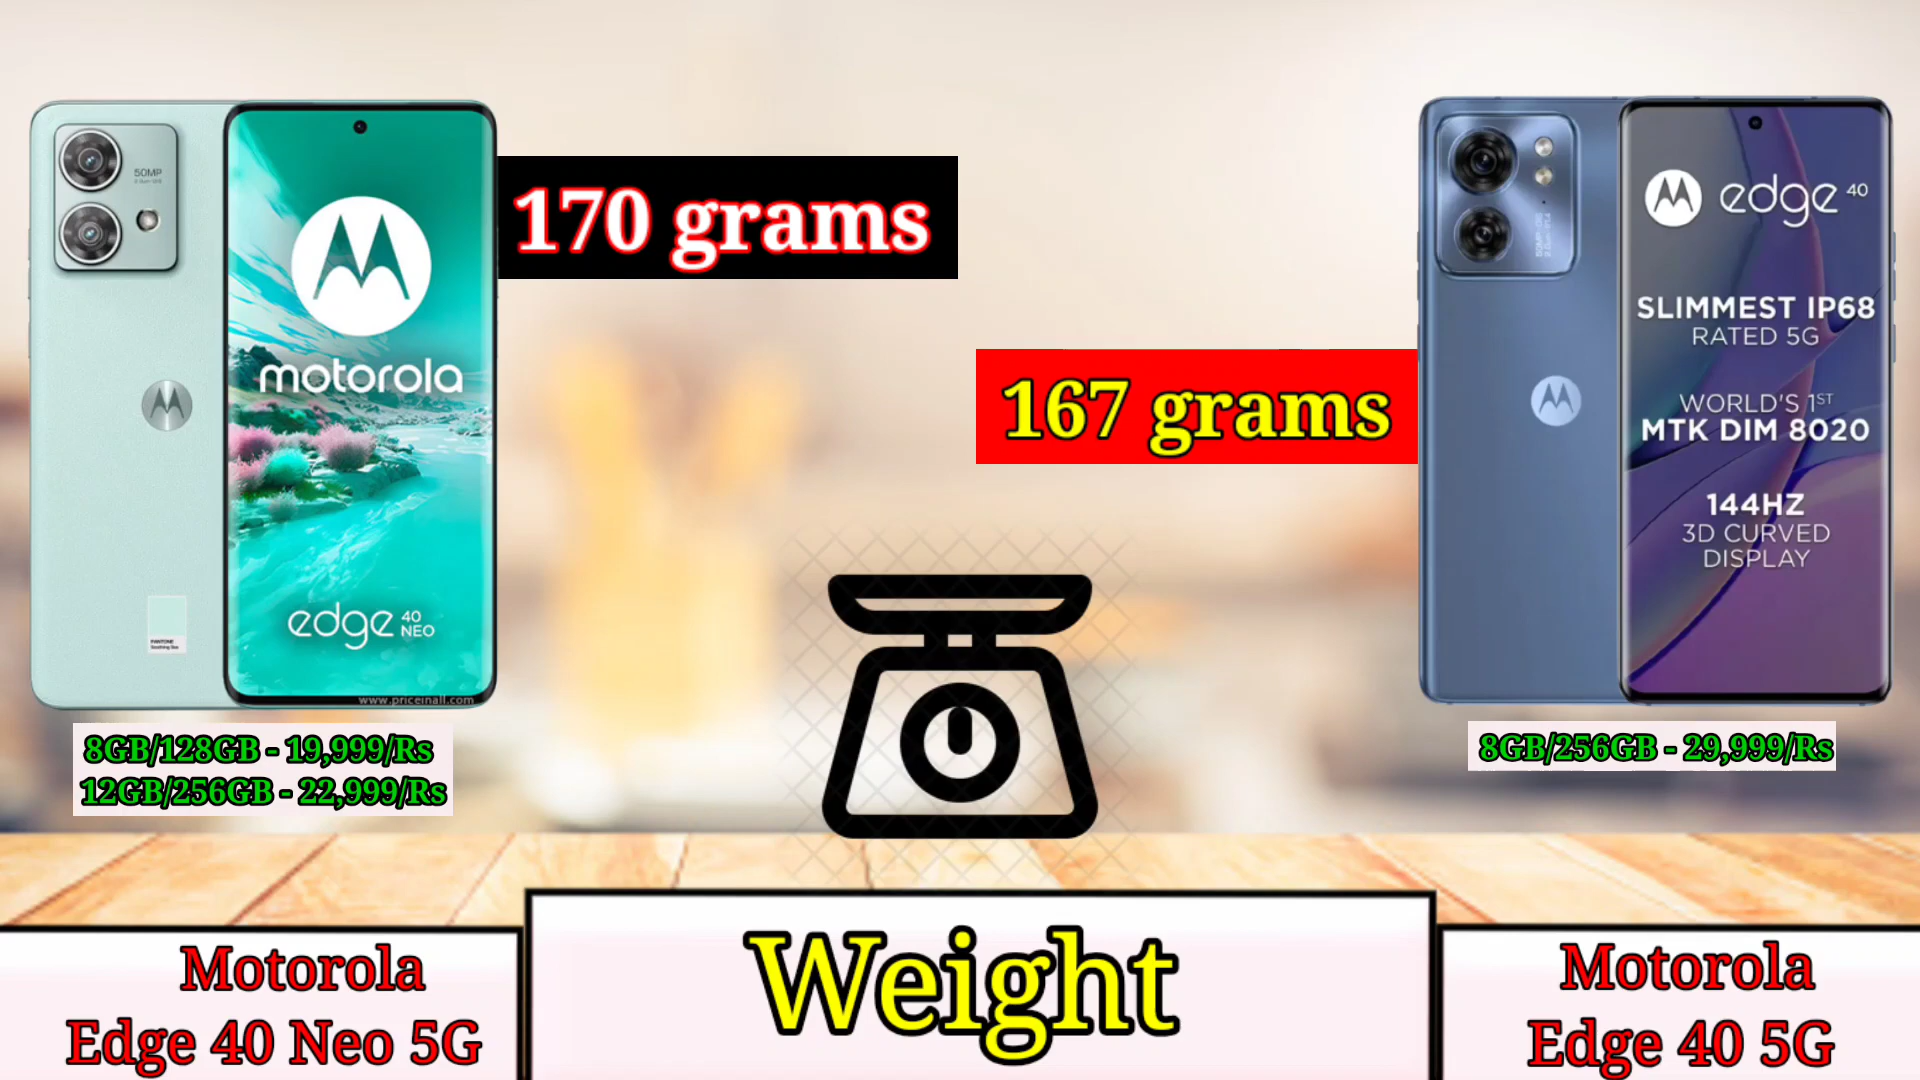 50MP
motorola
edge 40 NEO
PANTONE
www.priceinall.com
170 grams
167 grams
edge 40
SLIMMEST IP68
RATED 5G
WORLD'S 1ST
MTK DIM 8020
144HZ
3D CURVED
DISPLAY
8GB/128GB - 19,999/Rs
12GB/256GB - 22,999/Rs
8GB/256GB - 29,999/Rs
Motorola
Edge 40 Neo 5G
Weight
Motorola
Edge 40 5G